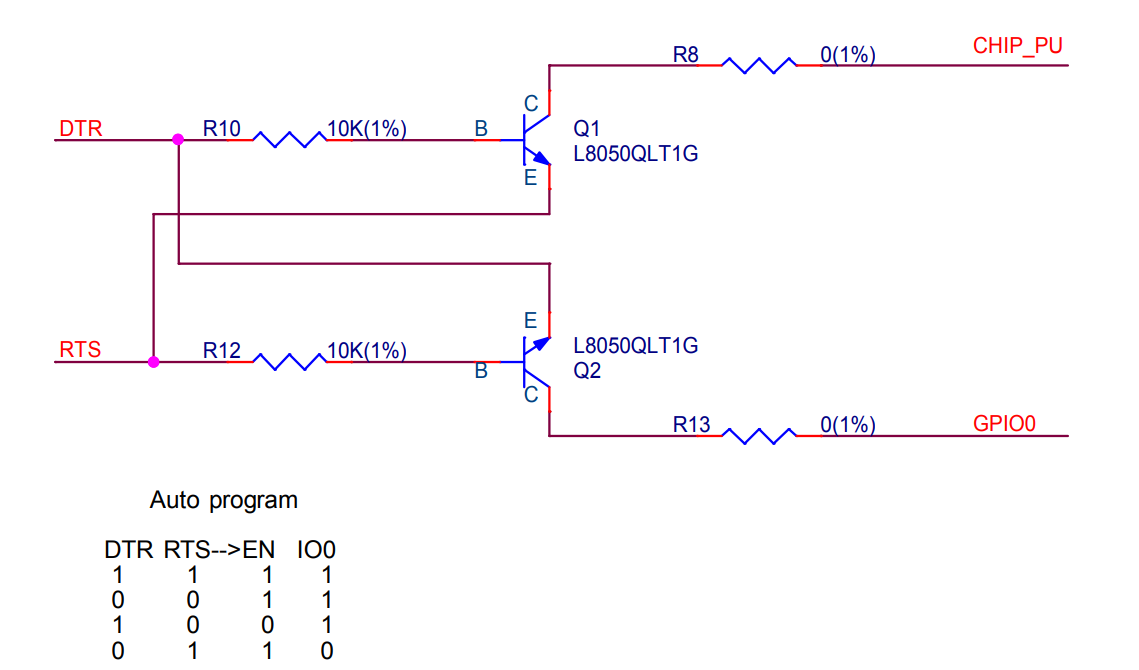 R8 0(1%) CHIP_PU
C
DTR R10 10K(1%) B Q1
L8050QLT1G
E
E
RTS R12 10K(1%) L8050QLT1G
B Q2
C
R13 0(1%) GPIO0
Auto program
DTR RTS-->EN IO0
1 1 1 1
0 0 1 1
1 0 0 1
0 1 1 0